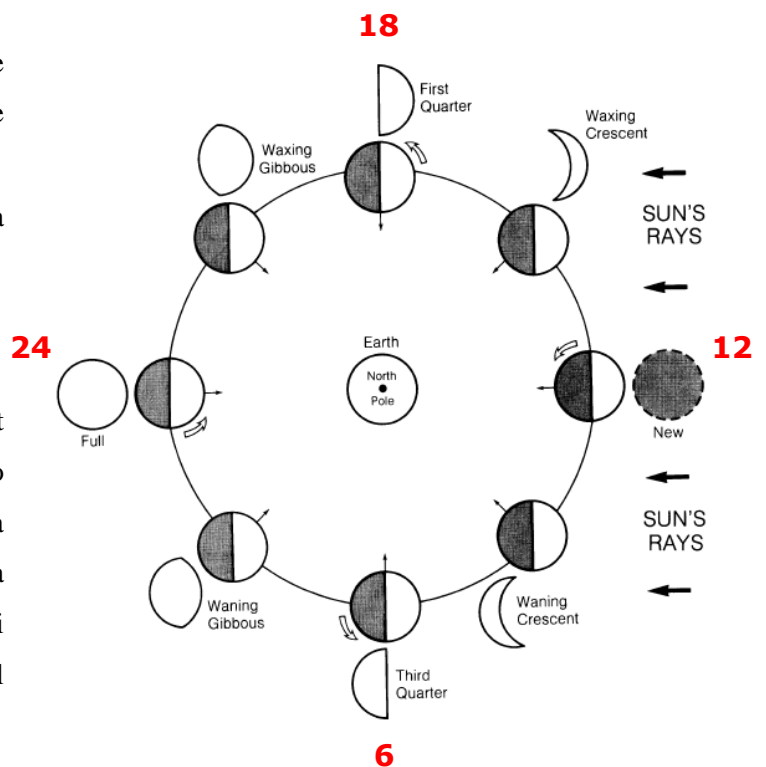 18
e
First
Quarter
e
Waxing
Crescent
Waxing
Gibbous
SUN'S
RAYS
a
24
12
Earth
North
Pole
New
t
Full
o
SUN'S
RAYS
a
a
Waning
Gibbous
Waning
Crescent
i
l
Third
Quarter
6